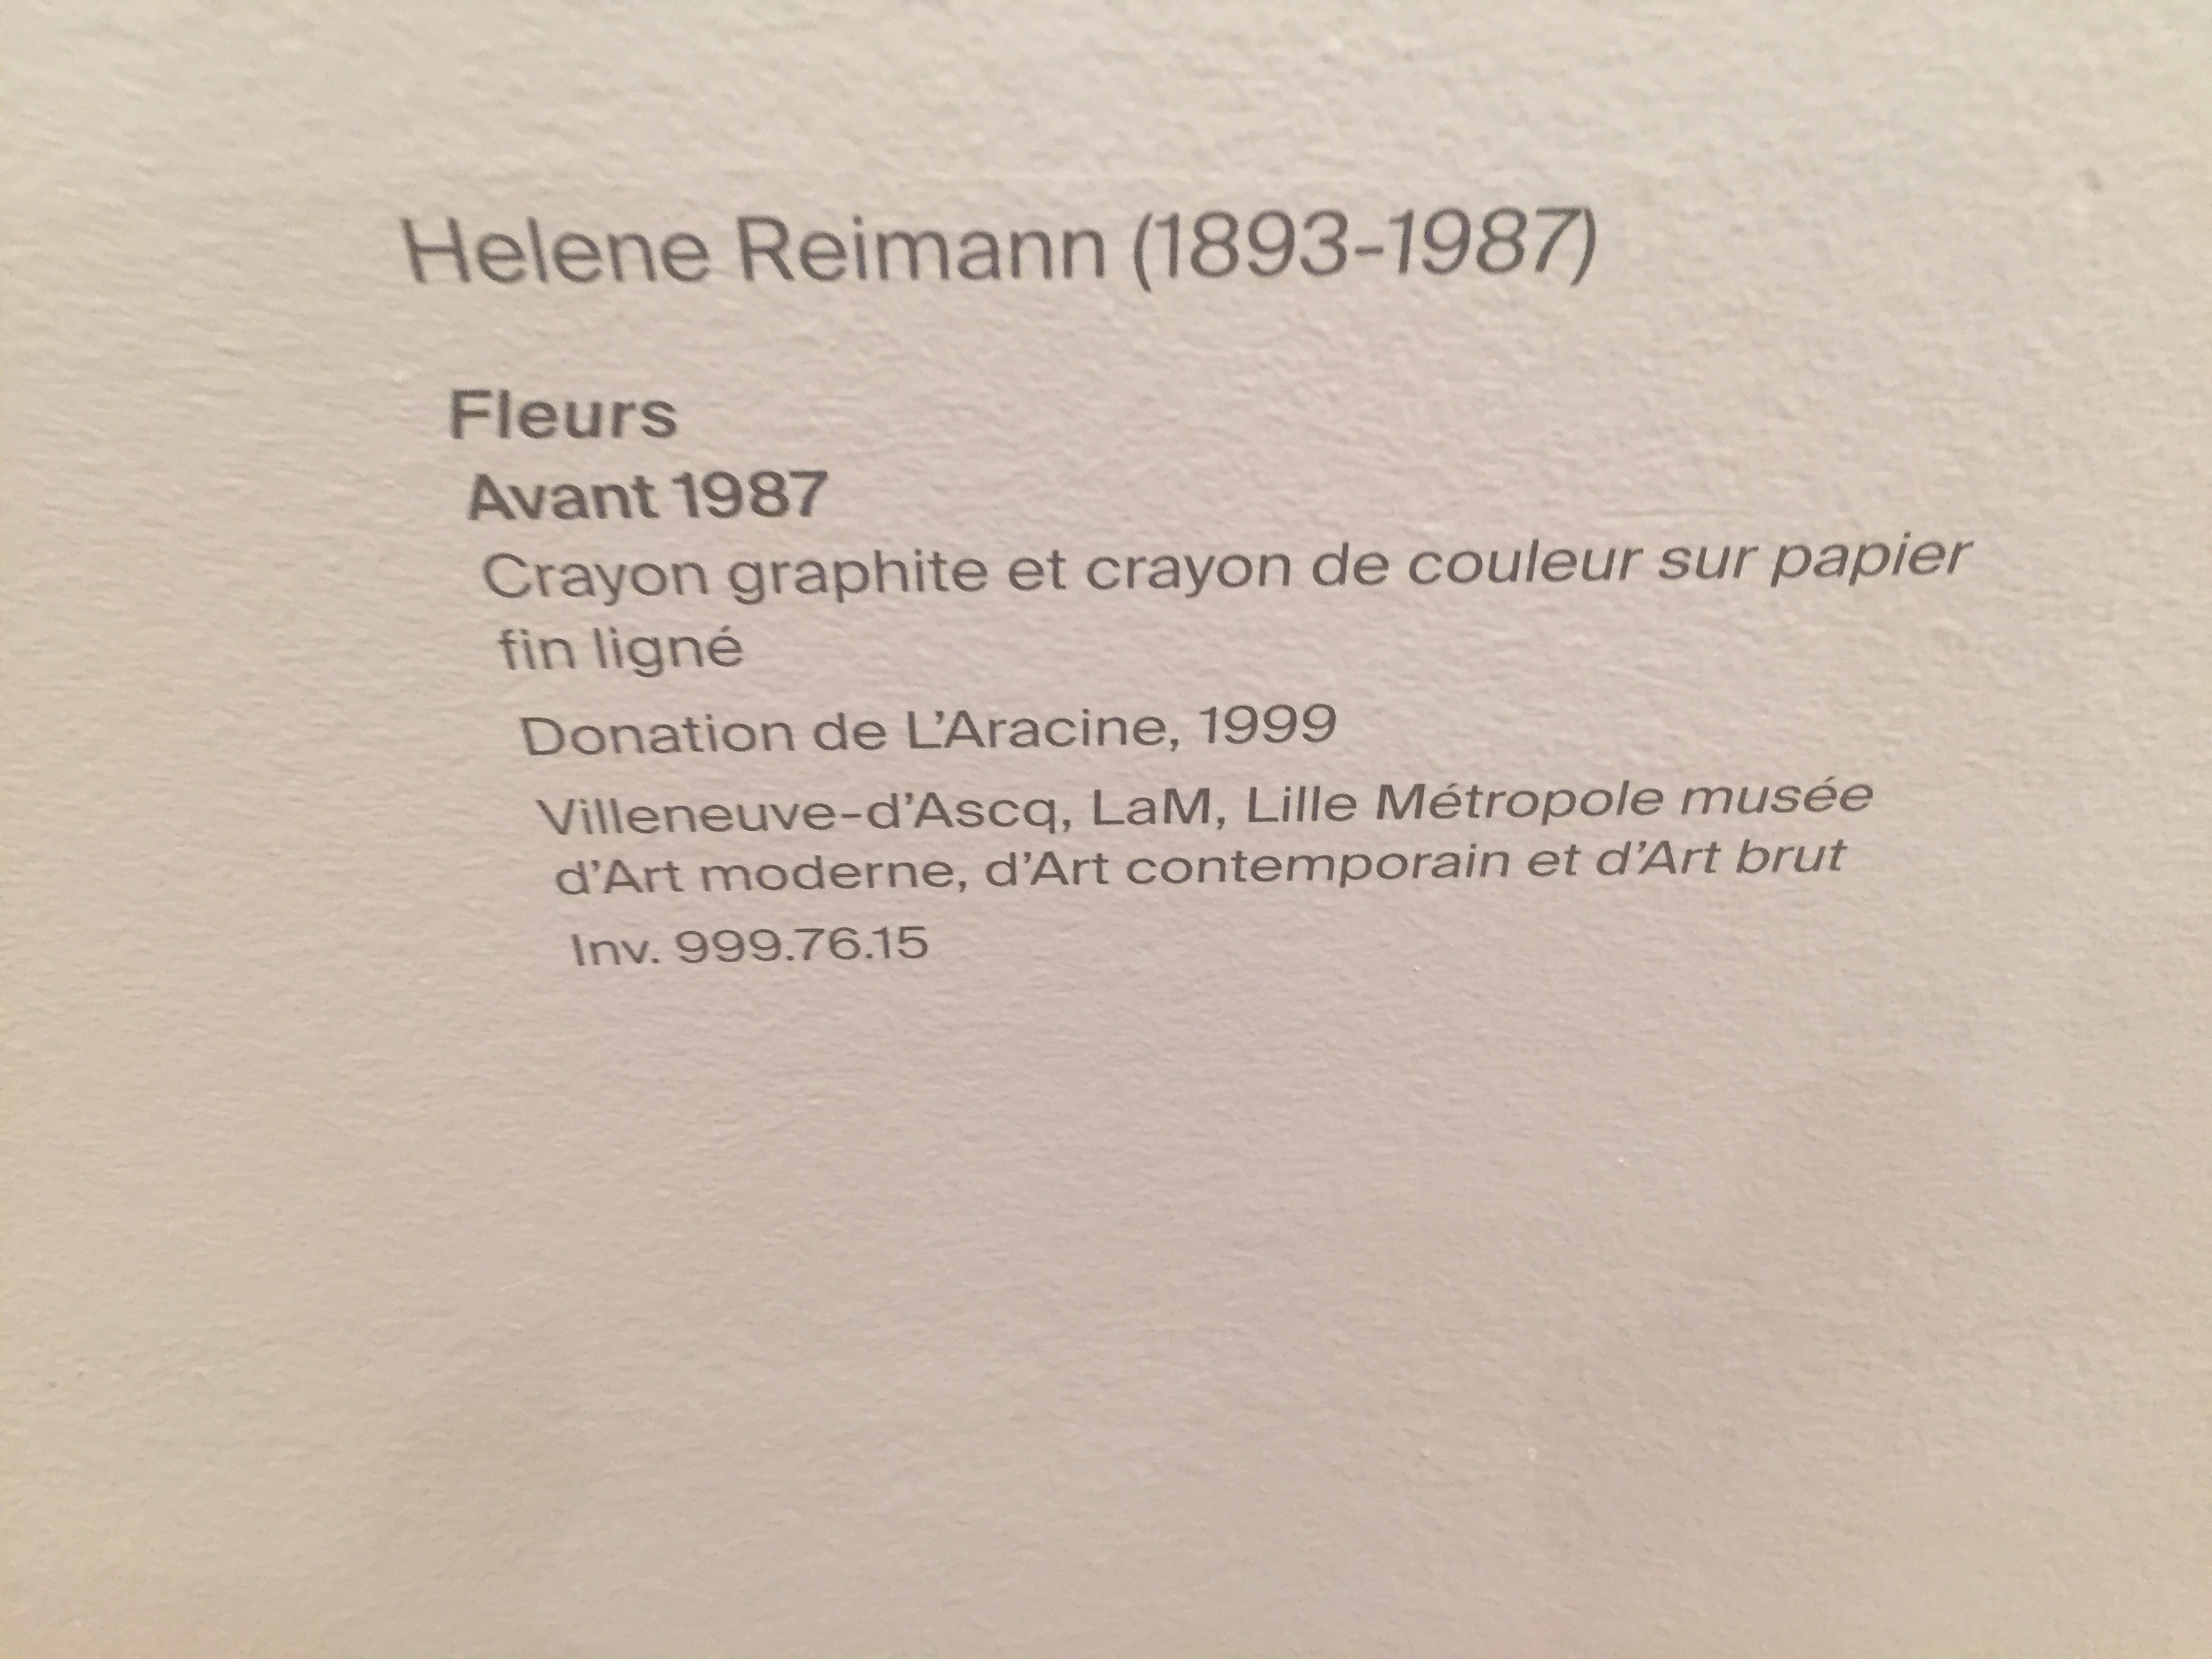 Helene Reimann (1893-1987)
Fleurs
Avant 1987
Crayon graphite et crayon de couleur sur papier
fin ligné
Donation de L’Aracine, 1999
Villeneuve-d’Ascq, LaM, Lille Métropole musée
d’Art moderne, d’Art contemporain et d’Art brut
Inv. 999.76.15